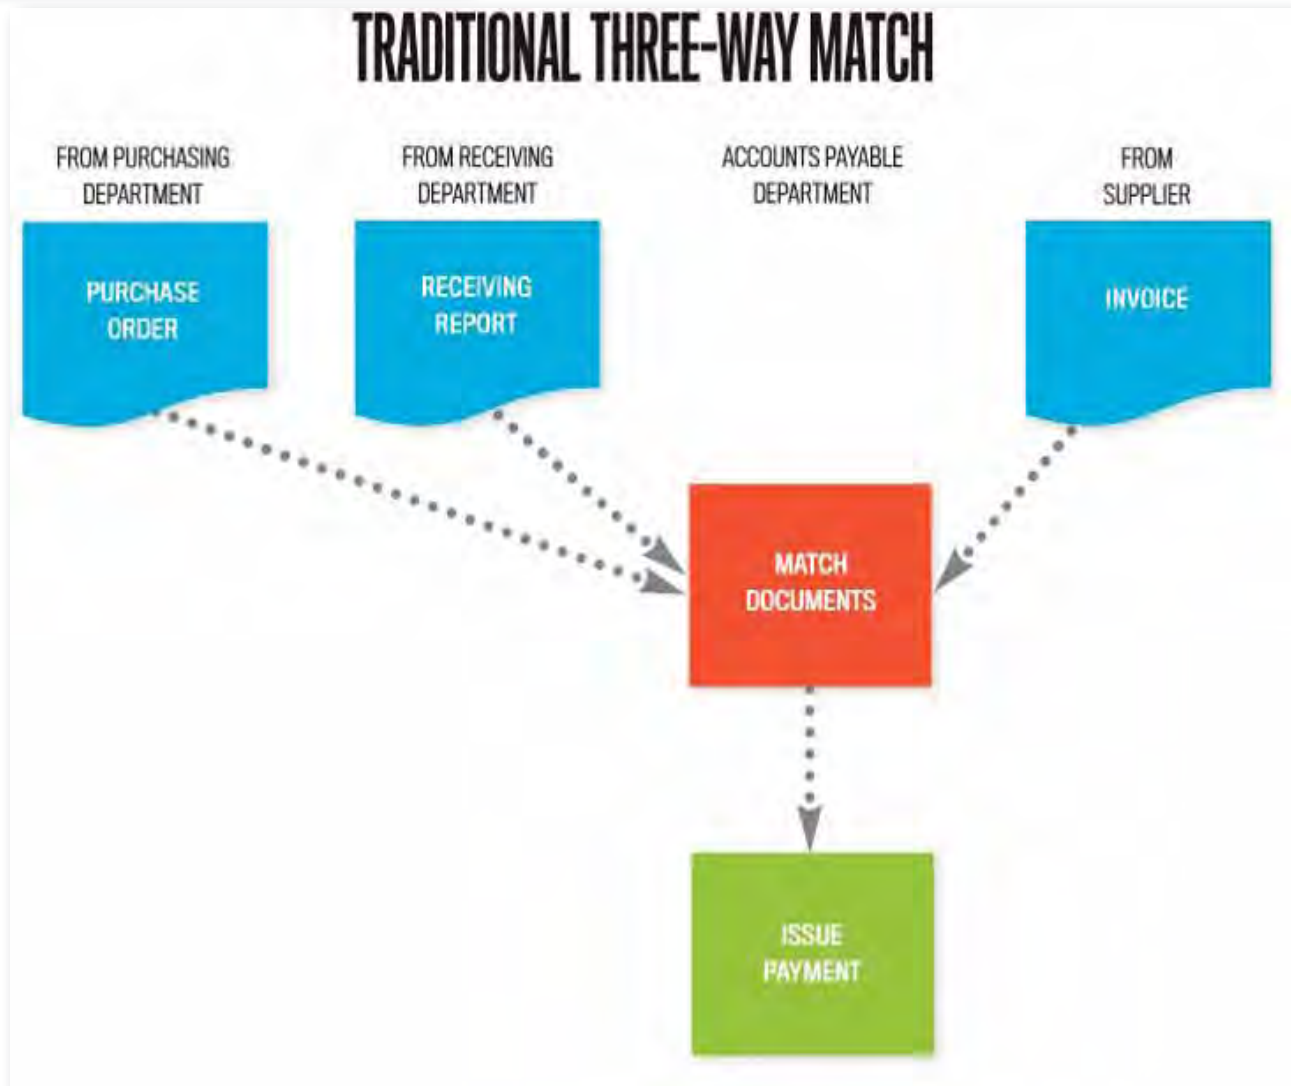 TRADITIONAL THREE-WAY MATCH
FROM PURCHASING
DEPARTMENT
FROM RECEIVING
DEPARTMENT
ACCOUNTS PAYABLE
DEPARTMENT
FROM
SUPPLIER
PURCHASE
ORDER
RECEIVING
REPORT
INVOICE
MATCH
DOCUMENTS
ISSUE
PAYMENT